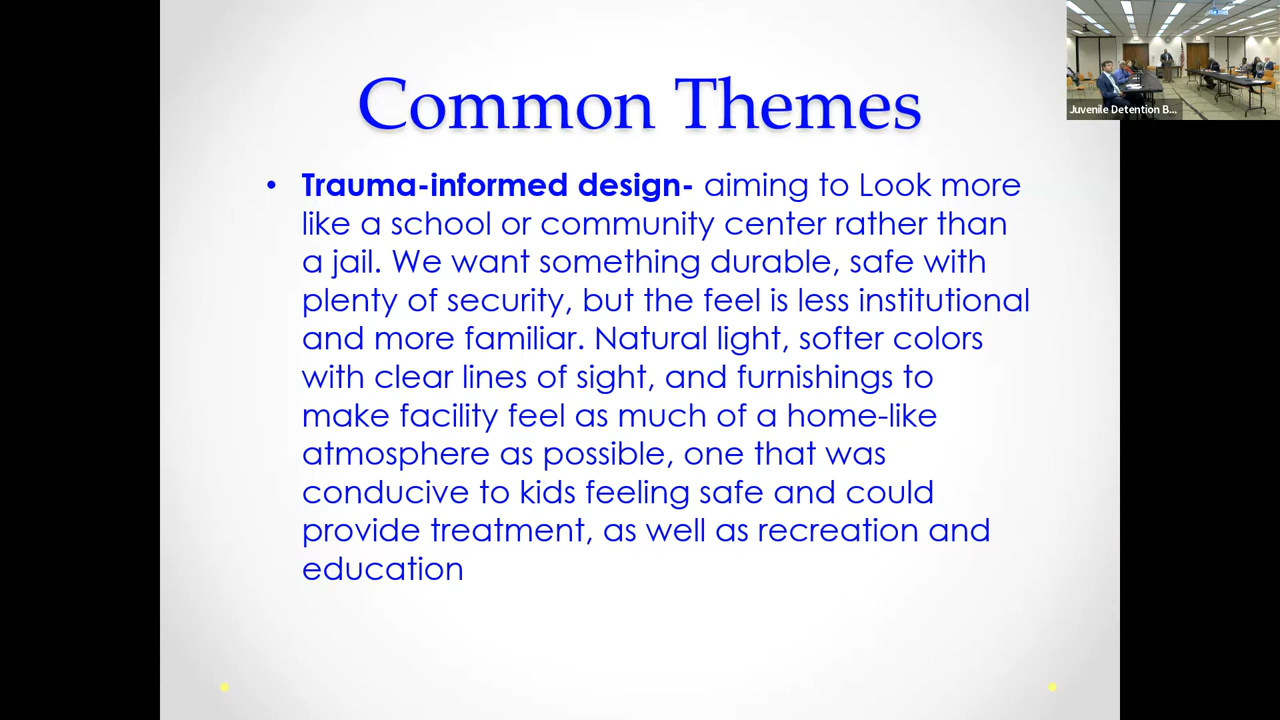 Common Themes
• Trauma-informed design- aiming to Look more
like a school or community center rather than
a jail. We want something durable, safe with
plenty of security, but the feel is less institutional
and more familiar. Natural light, softer colors
with clear lines of sight, and furnishings to
make facility feel as much of a home-like
atmosphere as possible, one that was
conducive to kids feeling safe and could
provide treatment, as well as recreation and
education
Juvenile Detention B...